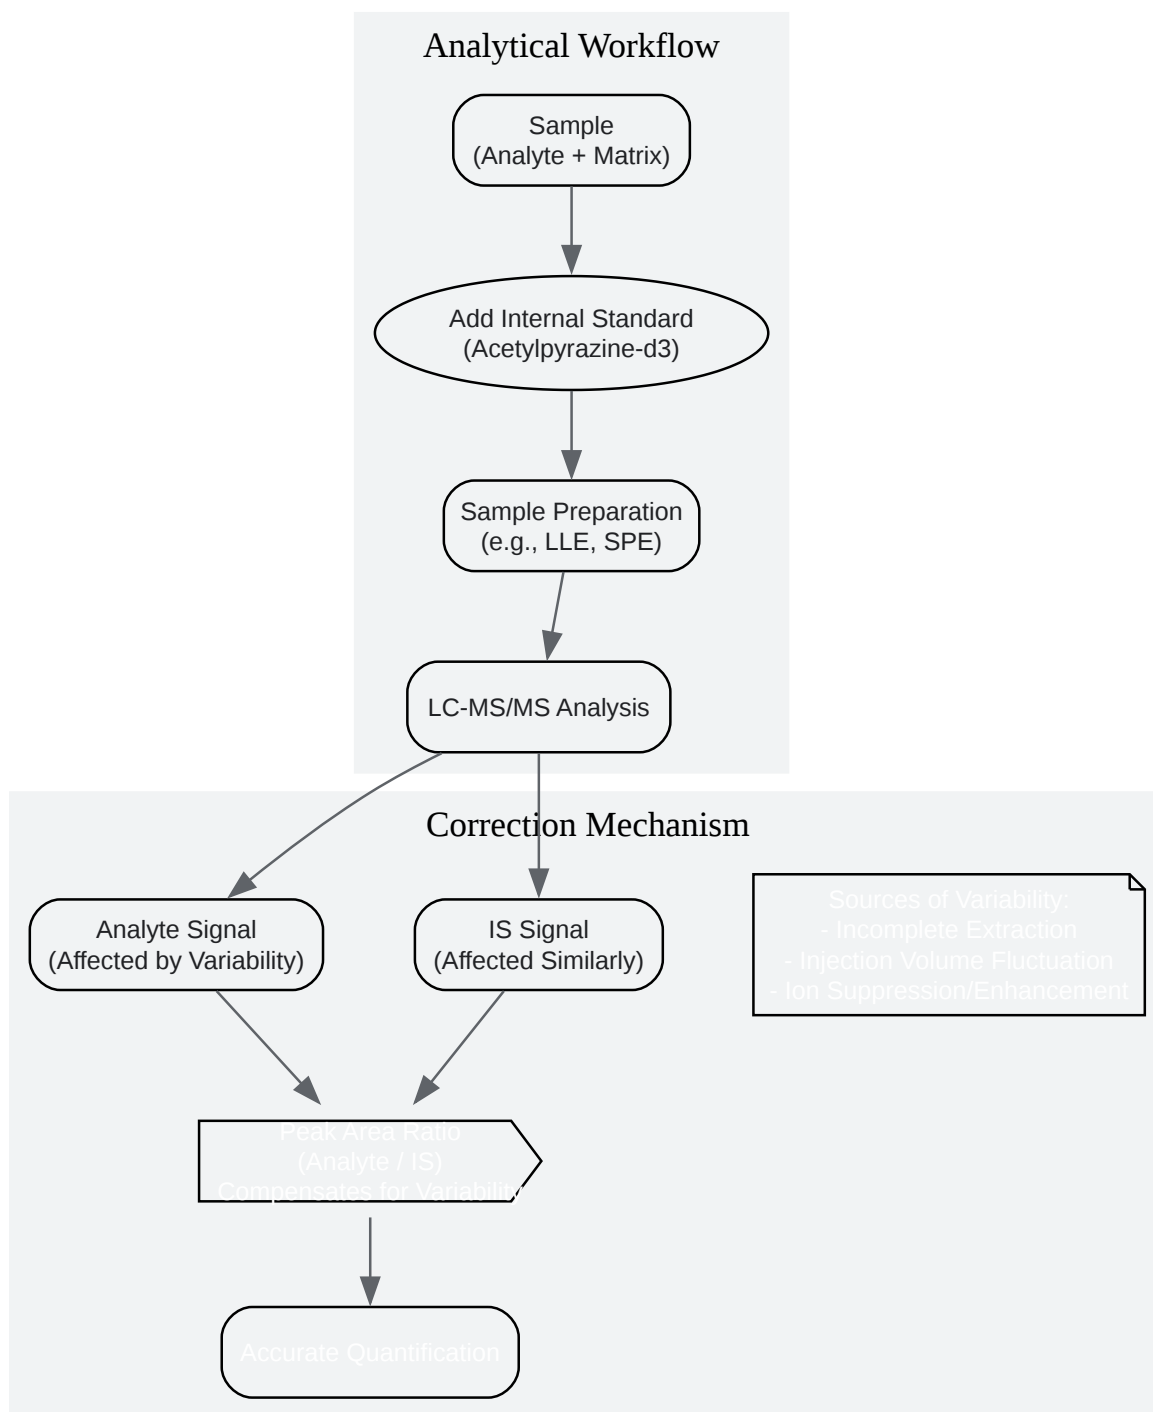 Analytical Workflow
Sample
(Analyte + Matrix)
Add Internal Standard
(Acetylpyrazine-d3)
Sample Preparation
(e.g., LLE, SPE)
LC-MS/MS Analysis
Correction Mechanism
Analyte Signal
(Affected by Variability)
IS Signal
(Affected Similarly)
Sources of Variability:
- Incomplete Extraction
- Injection Volume Fluctuation
- Ion Suppression/Enhancement
Peak Area Ratio
(Analyte / IS)
Compensates for Variability
Accurate Quantification